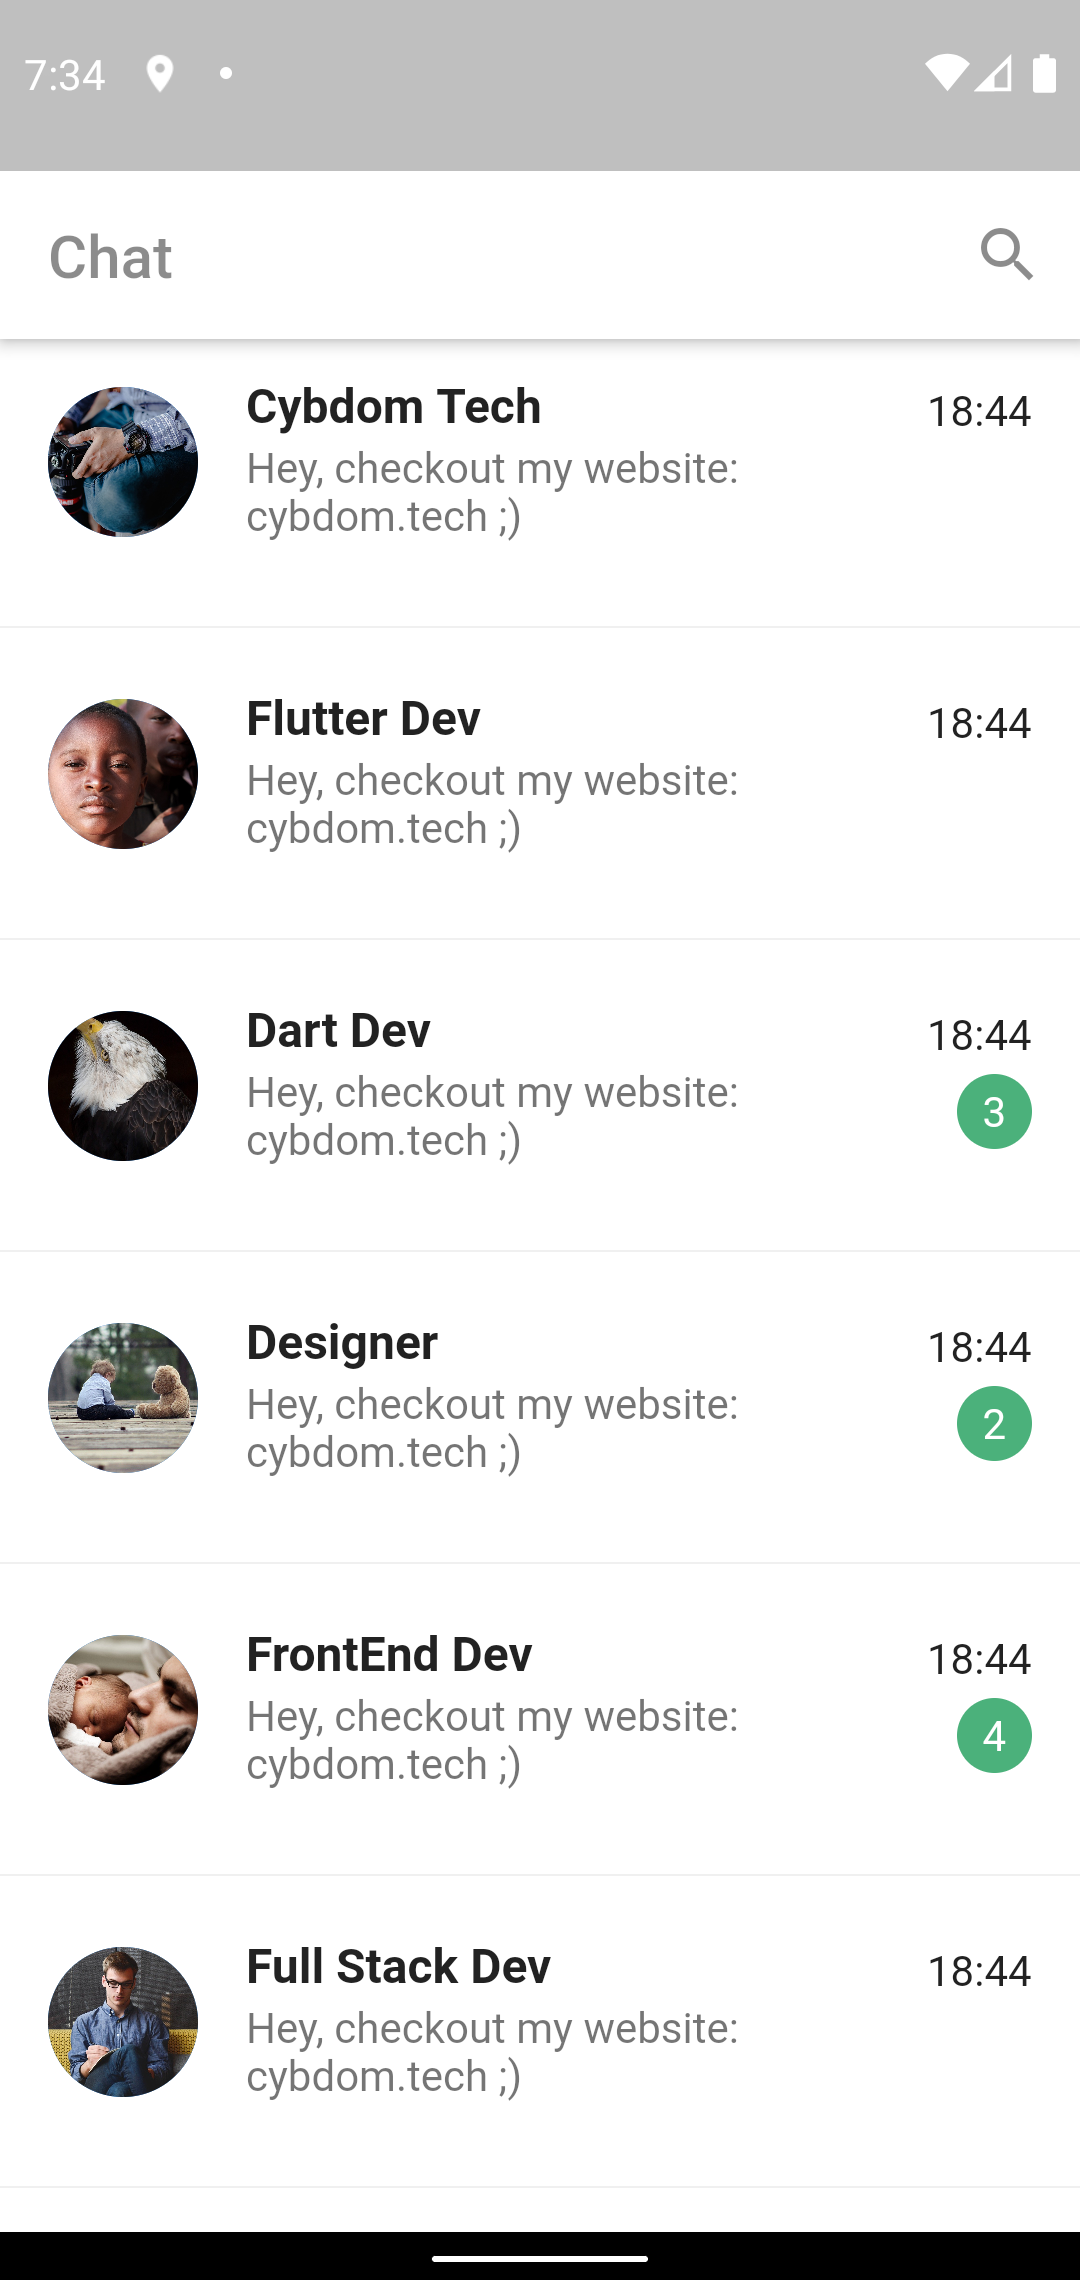 7:34
Chat
Cybdom Tech 18:44
Hey, checkout my website:
cybdom.tech ;)
Flutter Dev 18:44
Hey, checkout my website:
cybdom.tech ;)
Dart Dev 18:44
Hey, checkout my website: 3
cybdom.tech ;)
Designer 18:44
Hey, checkout my website: 2
cybdom.tech ;)
FrontEnd Dev 18:44
Hey, checkout my website: 4
cybdom.tech ;)
Full Stack Dev 18:44
Hey, checkout my website:
cybdom.tech ;)